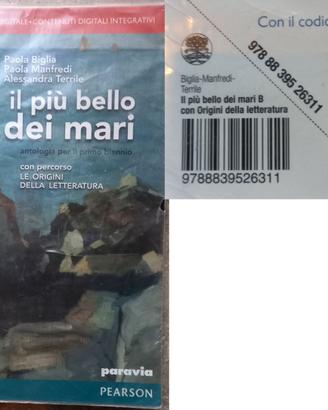 IGITALE+CONTENUTI DIGITALI INTEGRATIVI
Paola Biglia
Paola Manfredi
Alessandra Terrile
il più bello
dei mari
antologia per il primo biennio
con percorso
LE ORIGINI
DELLA LETTERATURA
paravia
PEARSON
Con il codic
978 88 395 26311
Biglia-Manfredi-
Terrile
Il più bello dei mari B
con Origini della letteratura
9788839526311